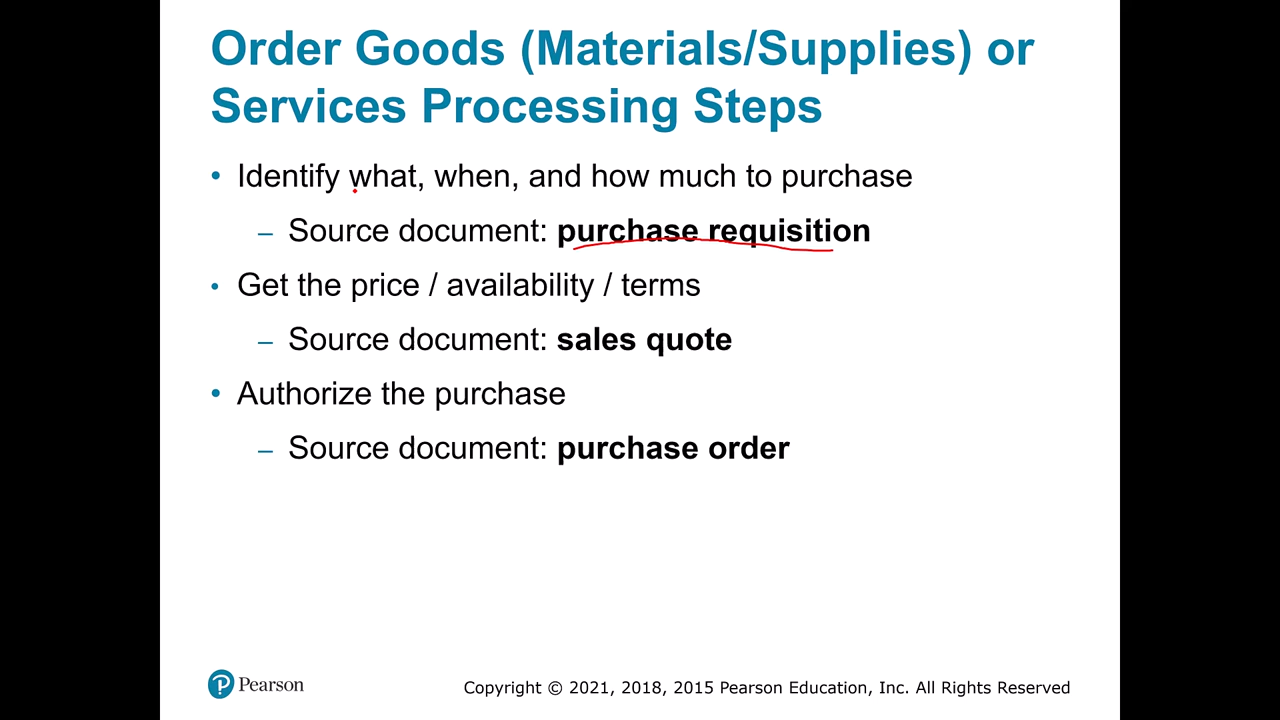 Order Goods (Materials/Supplies) or
Services Processing Steps
• Identify what, when, and how much to purchase
– Source document: purchase requisition
• Get the price / availability / terms
– Source document: sales quote
• Authorize the purchase
– Source document: purchase order
P Pearson
Copyright © 2021, 2018, 2015 Pearson Education, Inc. All Rights Reserved